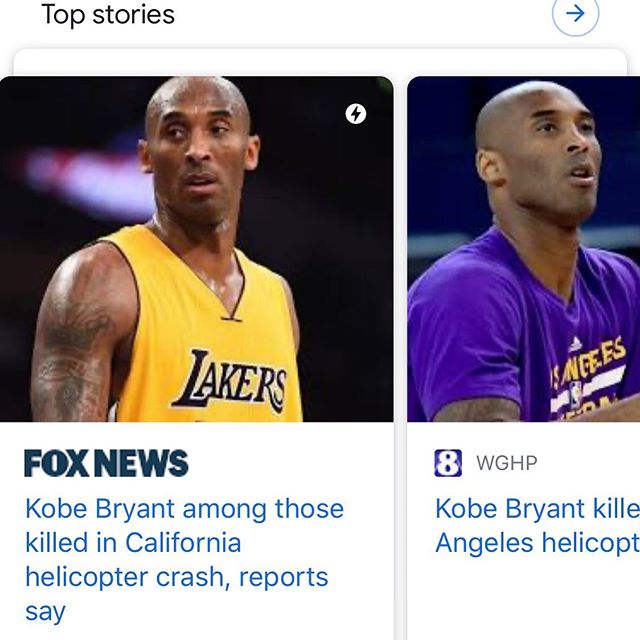 Top stories
LAKERS
FOX NEWS
Kobe Bryant among those
killed in California
helicopter crash, reports
say
8 WGHP
Kobe Bryant kille
Angeles helicopt